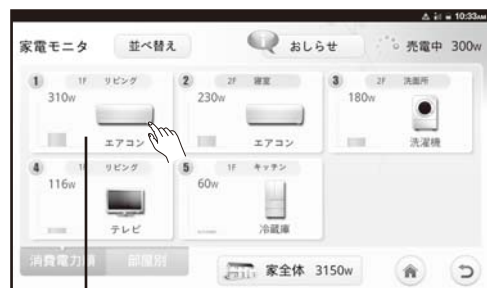 10:33AM
家電モニタ 並べ替え おしらせ 売電中 300w
1 1F リビング 2 2F 寝室 3 2F 洗面所
310w 230w 180w
エアコン エアコン 洗濯機
4 リビング 5 1F キッチン
116w 60w
テレビ 冷蔵庫
消費電力順 部屋別 家全体 3150w